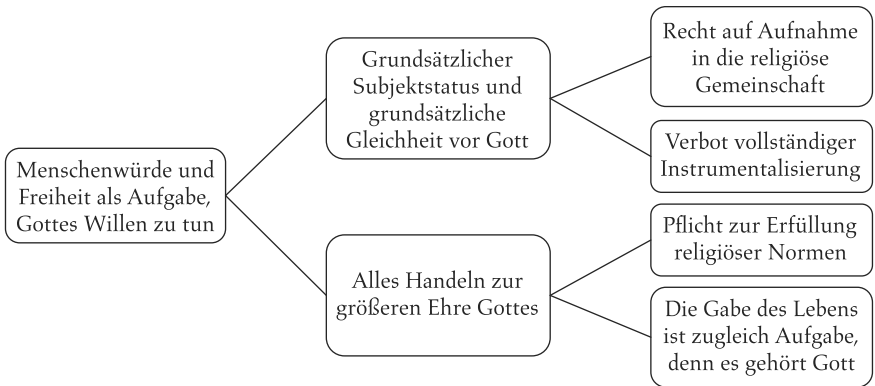 Menschenwürde und
Freiheit als Aufgabe,
Gottes Willen zu tun
Grundsätzlicher
Subjektstatus und
grundsätzliche
Gleichheit vor Gott
Recht auf Aufnahme
in die religiöse
Gemeinschaft
Verbot vollständiger
Instrumentalisierung
Alles Handeln zur
größeren Ehre Gottes
Pflicht zur Erfüllung
religiöser Normen
Die Gabe des Lebens
ist zugleich Aufgabe,
denn es gehört Gott